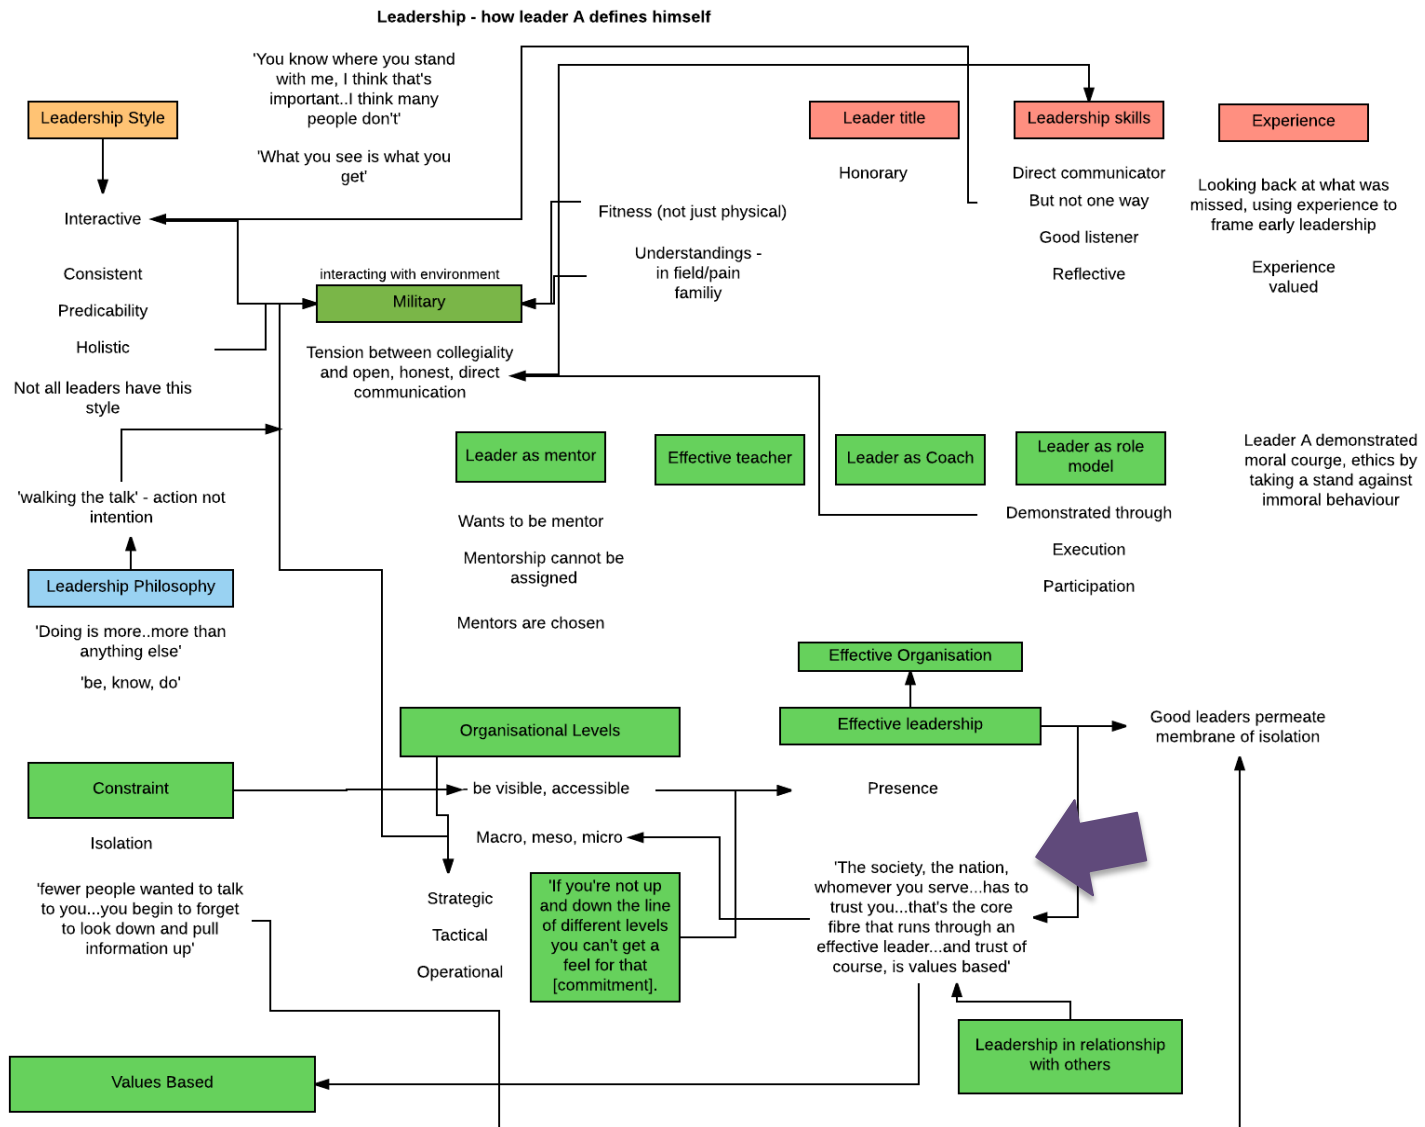 Leadership - how leader A defines himself
'You know where you stand
with me, I think that's
important..I think many
people don't'
'What you see is what you
get'
Leadership Style
Leader title
Leadership skills
Experience
Honorary
Direct communicator
But not one way
Good listener
Reflective
Looking back at what was
missed, using experience to
frame early leadership
Experience
valued
Interactive
Consistent
Predicability
Holistic
Not all leaders have this
style
Fitness (not just physical)
Understandings -
in field/pain
familiy
interacting with environment
Military
Tension between collegiality
and open, honest, direct
communication
Leader as mentor
Effective teacher
Leader as Coach
Leader as role
model
Leader A demonstrated
moral courge, ethics by
taking a stand against
immoral behaviour
'walking the talk' - action not
intention
Wants to be mentor
Mentorship cannot be
assigned
Mentors are chosen
Demonstrated through
Execution
Participation
Leadership Philosophy
'Doing is more..more than
anything else'
'be, know, do'
Effective Organisation
Organisational Levels
Effective leadership
Good leaders permeate
membrane of isolation
Constraint
- be visible, accessible
Presence
Isolation
Macro, meso, micro
'fewer people wanted to talk
to you...you begin to forget
to look down and pull
information up'
Strategic
Tactical
Operational
'If you're not up
and down the line
of different levels
you can't get a
feel for that
[commitment].
'The society, the nation,
whomever you serve...has to
trust you...that's the core
fibre that runs through an
effective leader...and trust of
course, is values based'
Leadership in relationship
with others
Values Based